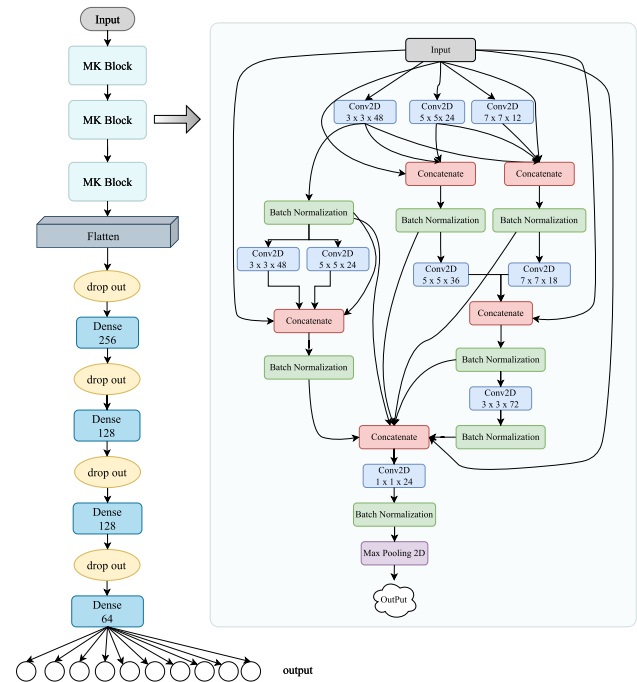 Input
MK Block
MK Block
MK Block
Flatten
drop out
Dense
256
drop out
Dense
128
drop out
Dense
128
drop out
Dense
64
output
Input
Conv2D
3 x 3 x 48
Conv2D
5 x 5x 24
Conv2D
7 x 7 x 12
Concatenate
Concatenate
Batch Normalization
Batch Normalization
Batch Normalization
Conv2D
3 x 3 x 48
Conv2D
5 x 5 x 24
Conv2D
5 x 5 x 36
Conv2D
7 x 7 x 18
Concatenate
Concatenate
Batch Normalization
Batch Normalization
Conv2D
3 x 3 x 72
Concatenate
Batch Normalization
Conv2D
1 x 1 x 24
Batch Normalization
Max Pooling 2D
OutPut